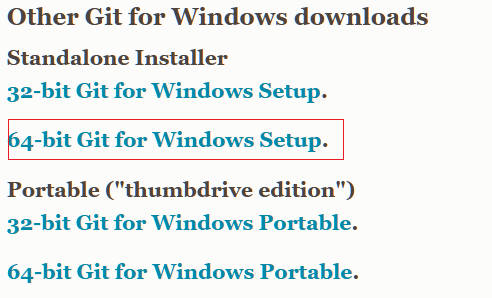 Other Git for Windows downloads
Standalone Installer
32-bit Git for Windows Setup.
64-bit Git for Windows Setup.
Portable ("thumbdrive edition")
32-bit Git for Windows Portable.
64-bit Git for Windows Portable.